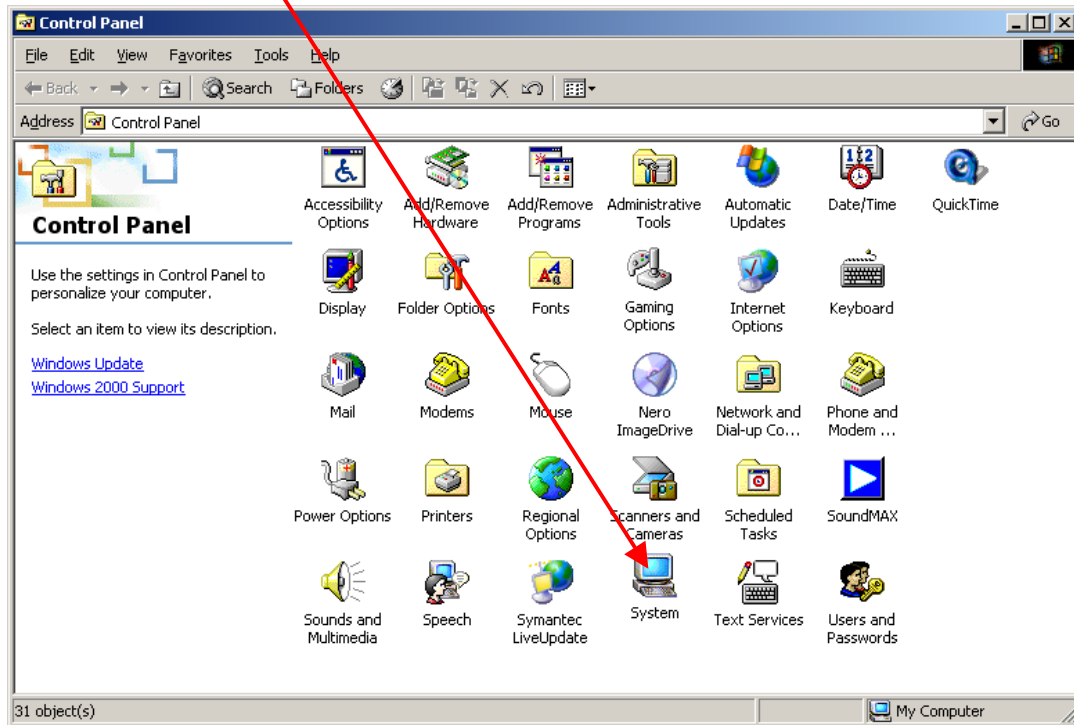 Control Panel
File Edit View Favorites Tools Help
Back Search Folders
Address Control Panel Go
Control Panel
Use the settings in Control Panel to
personalize your computer.
Select an item to view its description.
Windows Update
Windows 2000 Support
Accessibility
Options
Add/Remove
Hardware
Add/Remove
Programs
Administrative
Tools
Automatic
Updates
Date/Time
QuickTime
Display
Folder Options
Fonts
Gaming
Options
Internet
Options
Keyboard
Mail
Modems
Mouse
Nero
ImageDrive
Network and
Dial-up Co...
Phone and
Modem ...
Power Options
Printers
Regional
Options
Scanners and
Cameras
Scheduled
Tasks
SoundMAX
Sounds and
Multimedia
Speech
Symantec
LiveUpdate
System
Text Services
Users and
Passwords
31 object(s)
My Computer